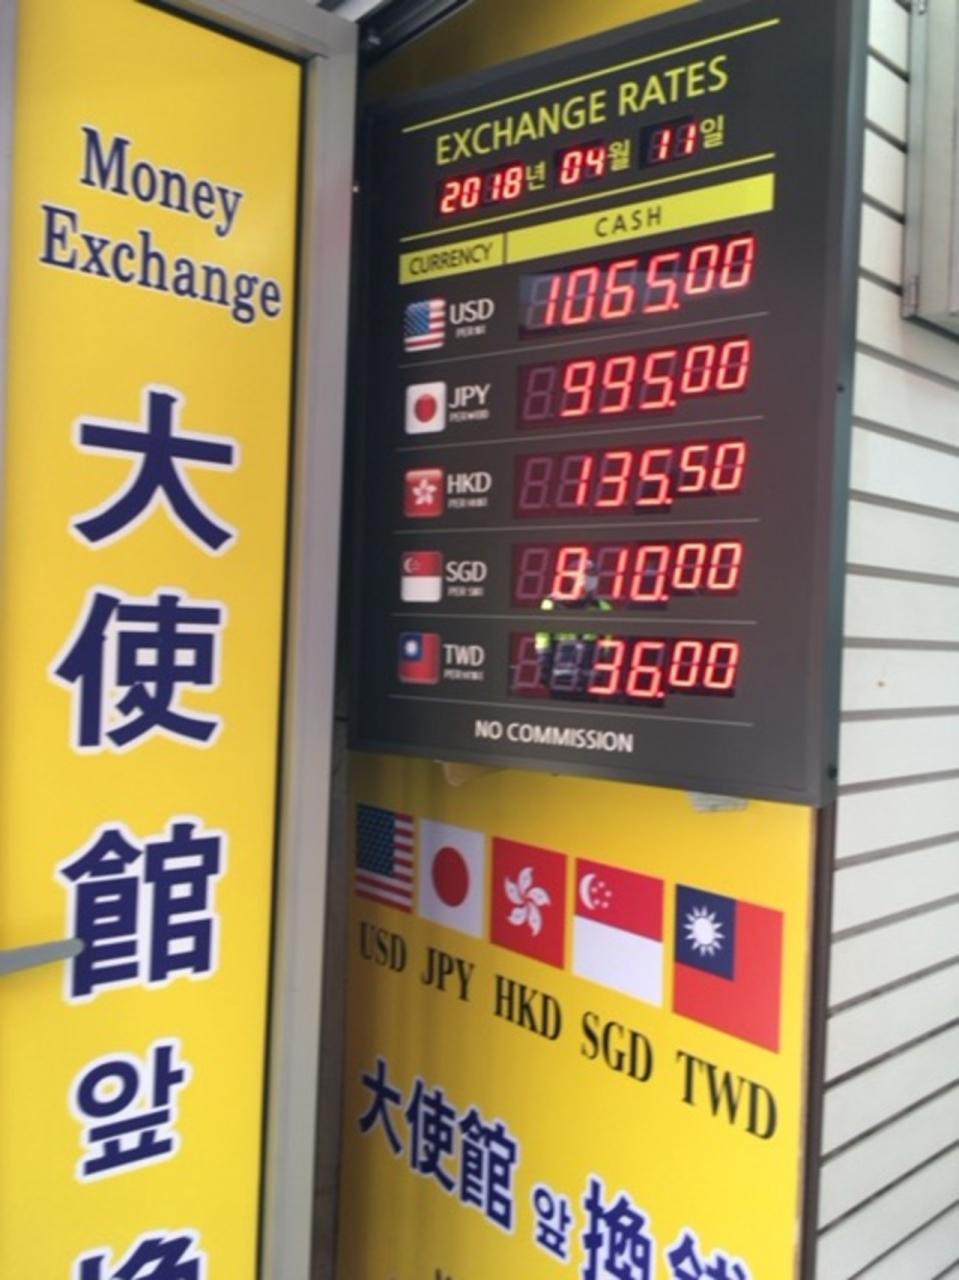 Money
Exchange
大
使
館
앞
EXCHANGE RATES
2018년 04월 11일
CURRENCY CASH
USD 1065.00
JPY 995.00
HKD 135.50
SGD 810.00
TWD 36.00
NO COMMISSION
USD JPY HKD SGD TWD
大使館 앞 換錢